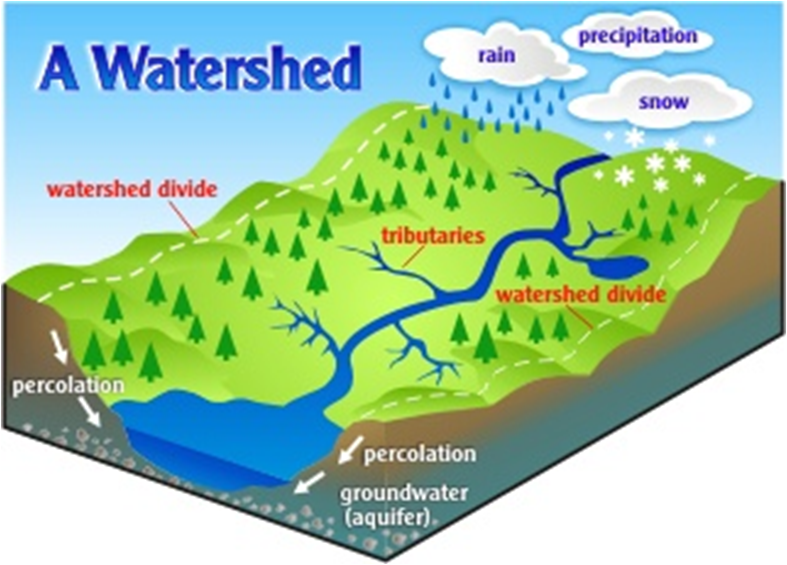 A Watershed
rain
precipitation
snow
watershed divide
tributaries
watershed divide
percolation
percolation
groundwater
(aquifer)